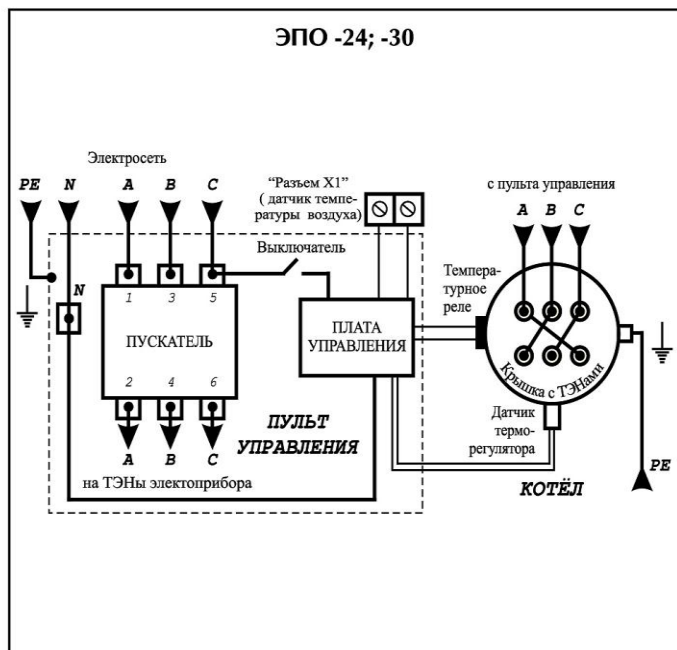 ЭПО -24; -30
Электросеть
PE N A B C
"Разъем X1"
( датчик темпе-
ратуры воздуха)
с пульта управления
A B C
Выключатель
Темпера-
турное
реле
N
1 3 5
ПУСКАТЕЛЬ
2 4 6
ПЛАТА
УПРАВЛЕНИЯ
Крышка с ТЭНами
ПУЛЬТ
УПРАВЛЕНИЯ
Датчик
термо-
регулятора
A B C
на ТЭНы электоприбора
КОТЁЛ
PE